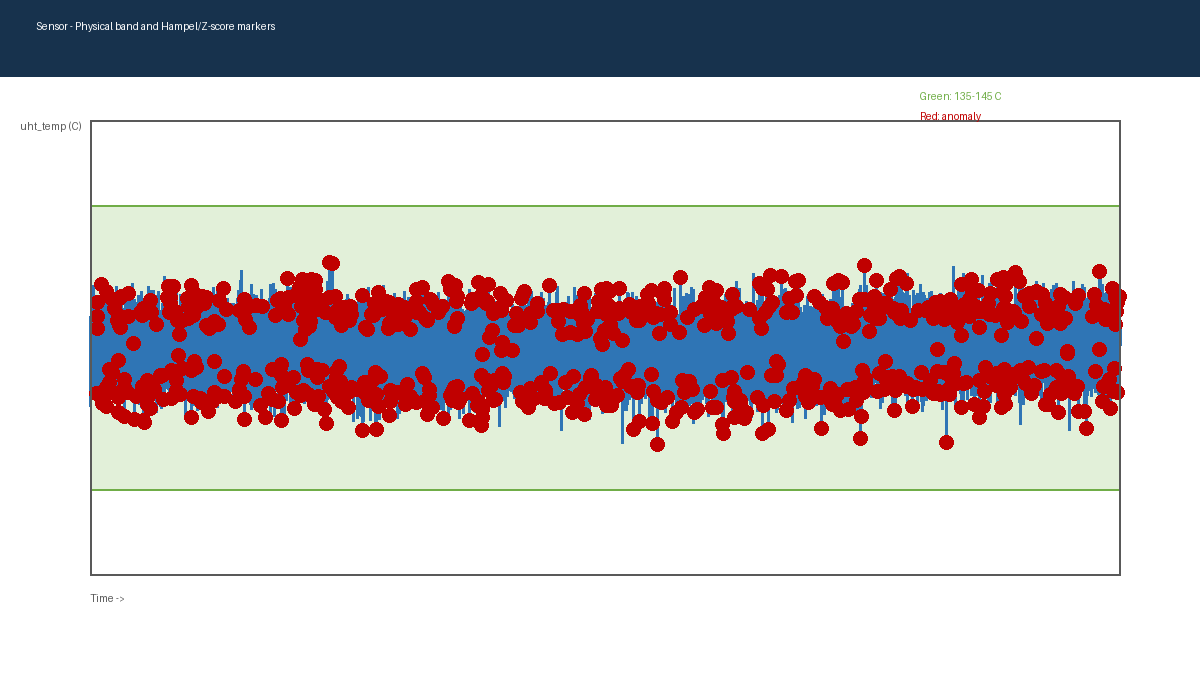 Sensor - Physical band and Hampel/Z-score markers
Green: 135-145 C
Red: anomaly
uht_temp (C)
Time ->